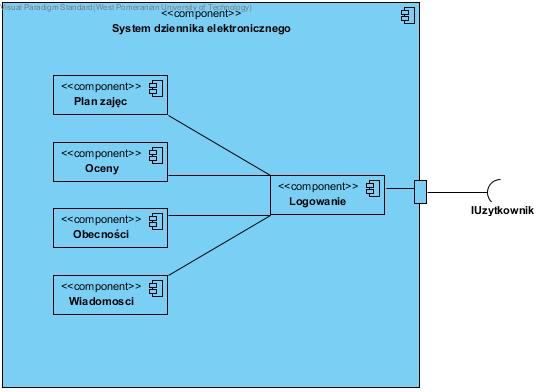 Visual Paradigm Standard(West Pomeranian University of Technology)
<<component>>
System dziennika elektronicznego
<<component>>
Plan zajęc
<<component>>
Oceny
<<component>>
Logowanie
IUzytkownik
<<component>>
Obecności
<<component>>
Wiadomosci